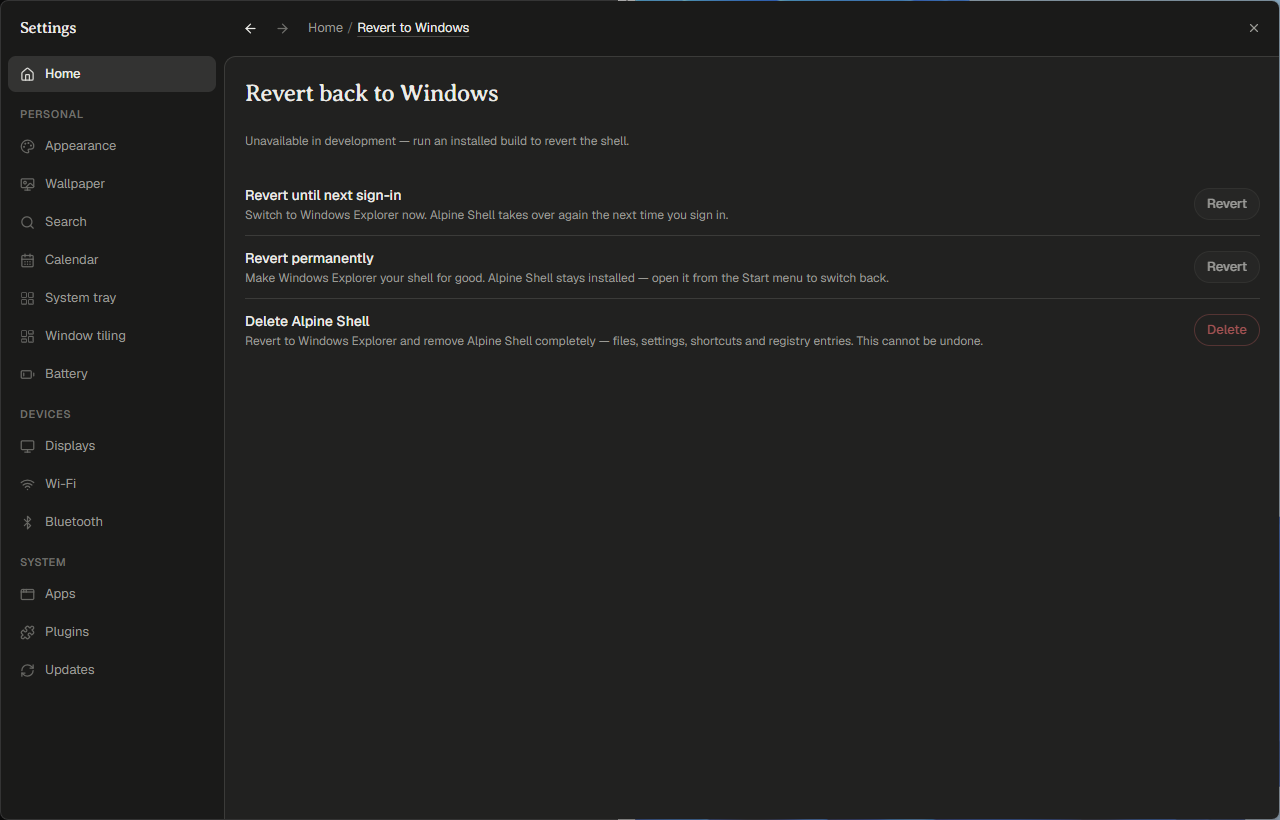 Settings
Home / Revert to Windows
Home
PERSONAL
Appearance
Wallpaper
Search
Calendar
System tray
Window tiling
Battery
DEVICES
Displays
Wi-Fi
Bluetooth
SYSTEM
Apps
Plugins
Updates
Revert back to Windows
Unavailable in development — run an installed build to revert the shell.
Revert until next sign-in
Switch to Windows Explorer now. Alpine Shell takes over again the next time you sign in.
Revert
Revert permanently
Make Windows Explorer your shell for good. Alpine Shell stays installed — open it from the Start menu to switch back.
Revert
Delete Alpine Shell
Revert to Windows Explorer and remove Alpine Shell completely — files, settings, shortcuts and registry entries. This cannot be undone.
Delete